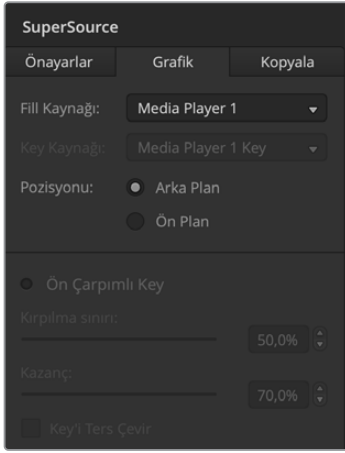 SuperSource
Önayarlar Grafik Kopyala
Fill Kaynağı: Media Player 1
Key Kaynağı: Media Player 1 Key
Pozisyonu: Arka Plan
Ön Plan
Ön Çarpımlı Key
Kırpılma sınırı:
50,0%
Kazanç:
70,0%
Key'i Ters Çevir